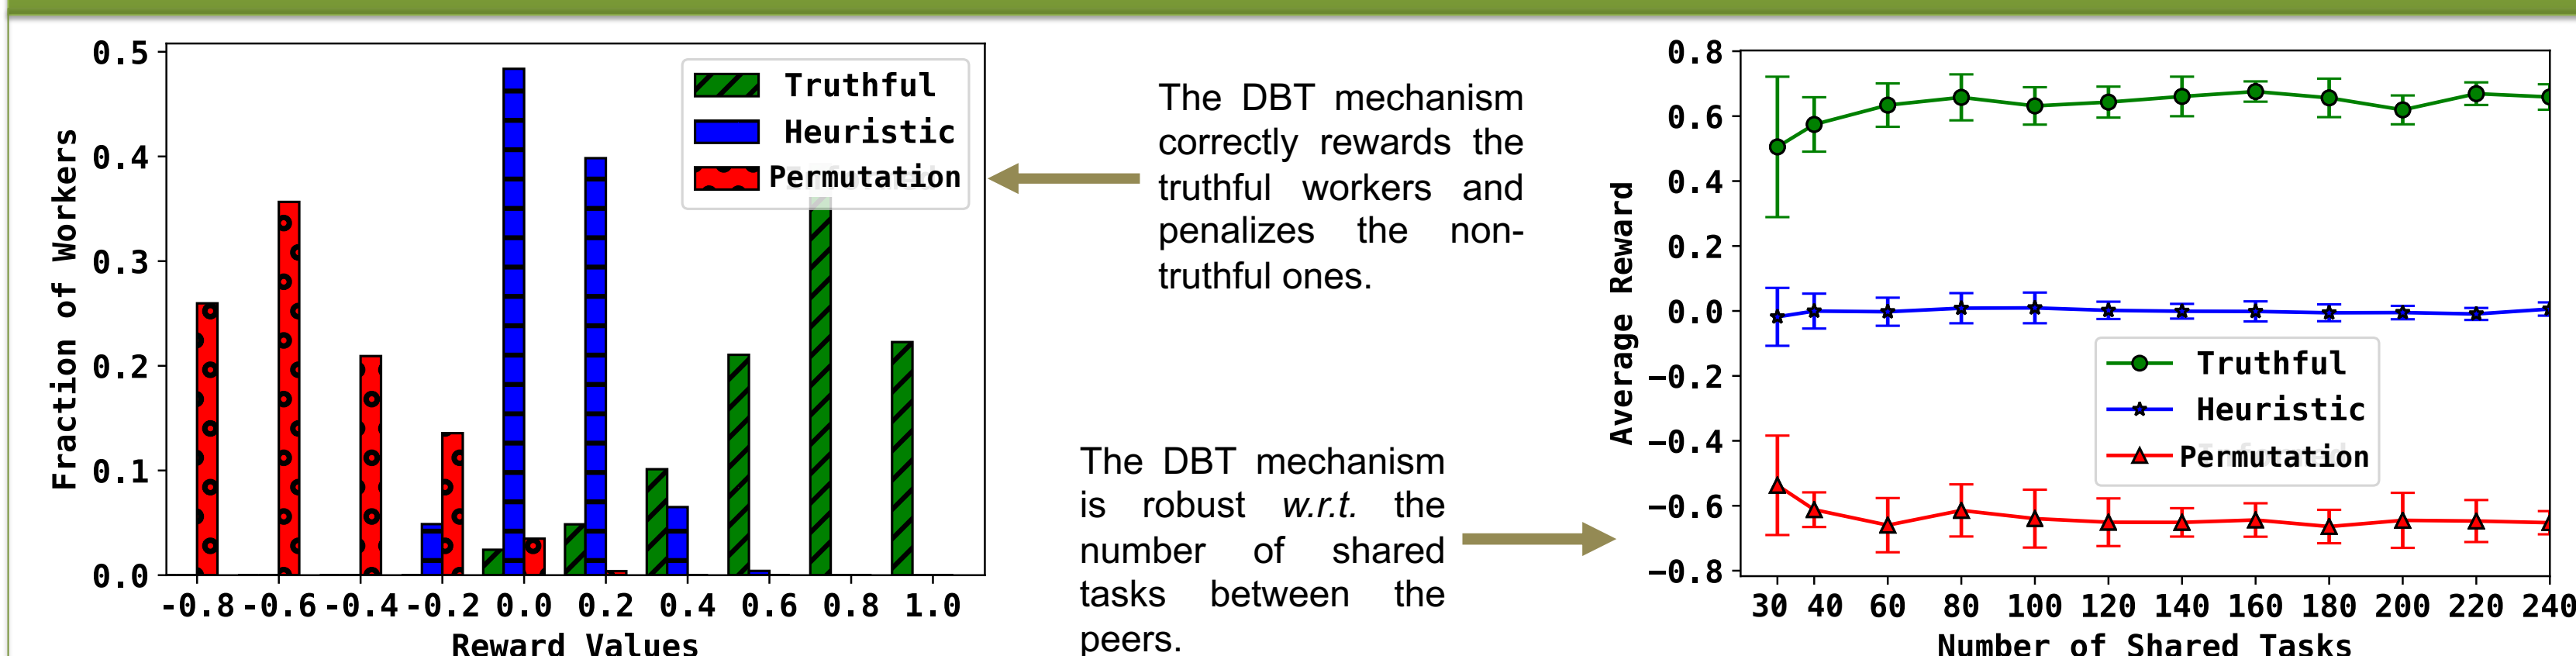 0.5
0.4
0.3
0.2
0.1
0.0
Fraction of Workers
Truthful
Heuristic
Permutation
-0.8 -0.6 -0.4 -0.2 0.0 0.2 0.4 0.6 0.8 1.0
Reward Values
The DBT mechanism
correctly rewards the
truthful workers and
penalizes the non-
truthful ones.
The DBT mechanism
is robust w.r.t. the
number of shared
tasks between the
peers.
0.8
0.6
0.4
0.2
0.0
−0.2
−0.4
−0.6
−0.8
Average Reward
Truthful
Heuristic
Permutation
30 40 60 80 100 120 140 160 180 200 220 240
Number of Shared Tasks